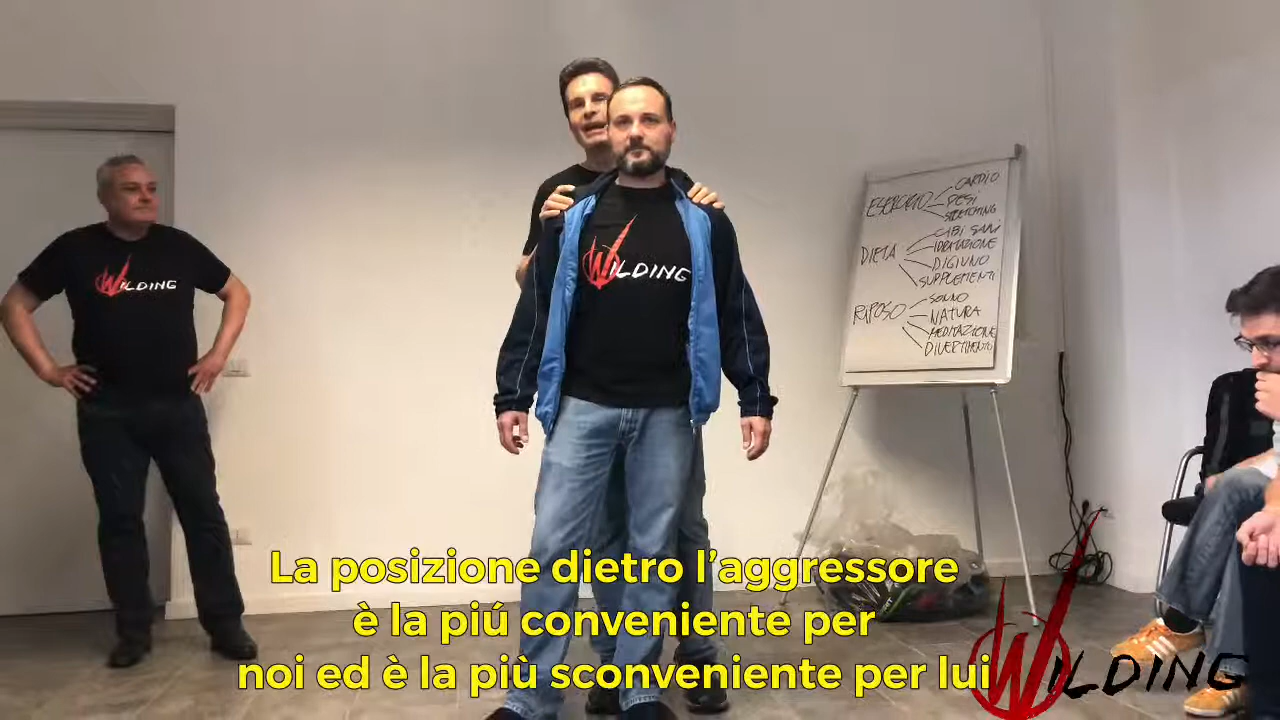 WILDING
WILDING
ESERCIZIO
CARDIO
PESI
STRETCHING
DIETA
CIBI SANI
IDRATAZIONE
DIGIUNO
SUPPLEMENTI
RIPOSO
SONNO
NATURA
MEDITAZIONE
DIVERTIMENTO
La posizione dietro l’aggressore
è la piú conveniente per
noi ed è la più sconveniente per lui
WILDING